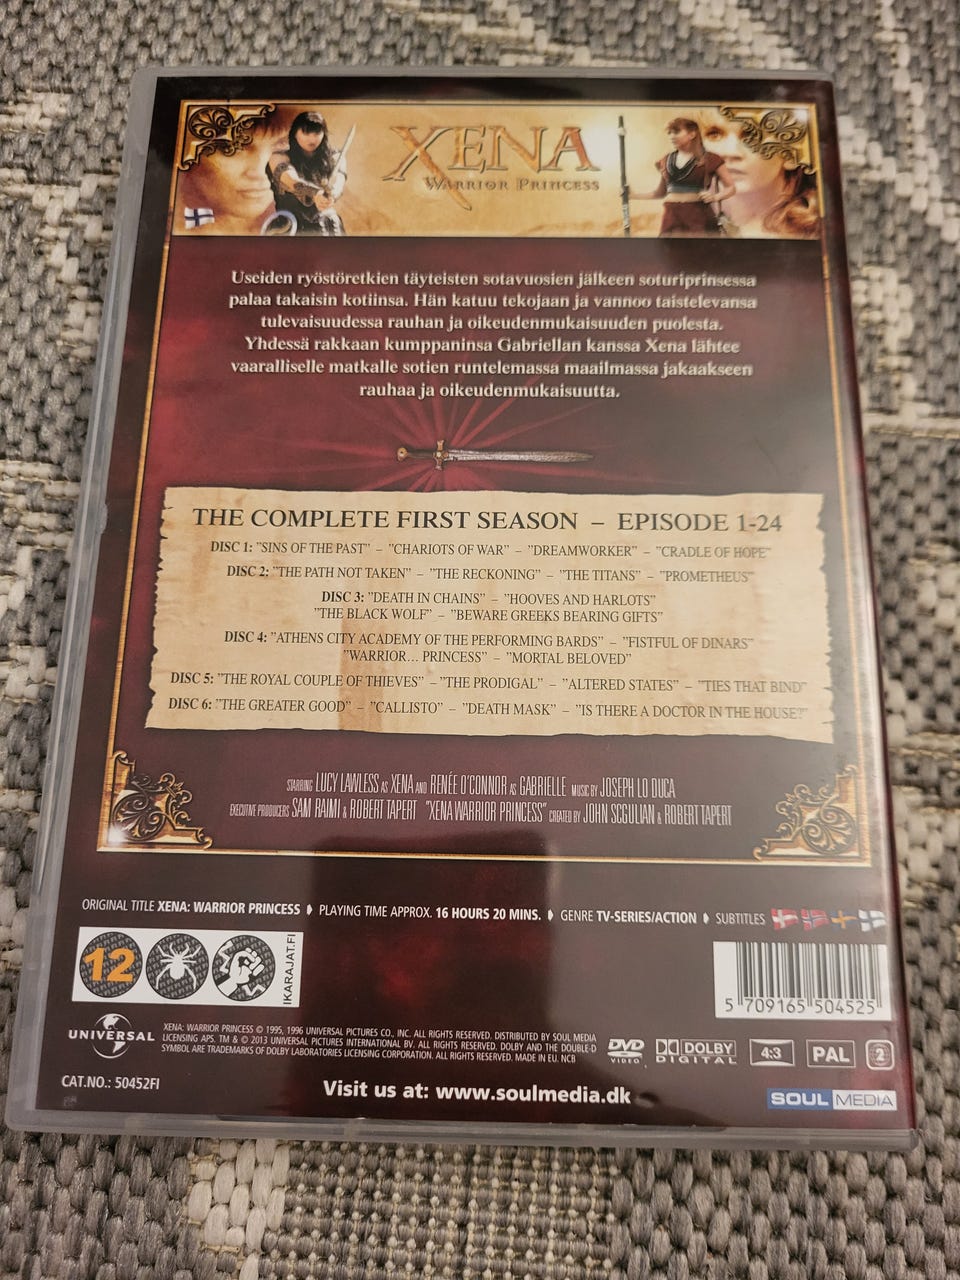 XENA
WARRIOR PRINCESS
Useiden ryöstöretkien täyteisten sotavuosien jälkeen soturiprinsessa
palaa takaisin kotiinsa. Hän katuu tekojaan ja vannoo taistelevansa
tulevaisuudessa rauhan ja oikeudenmukaisuuden puolesta.
Yhdessä rakkaan kumppaninsa Gabriellan kanssa Xena lähtee
vaaralliselle matkalle sotien runtelemassa maailmassa jakaakseen
rauhaa ja oikeudenmukaisuutta.
THE COMPLETE FIRST SEASON – EPISODE 1-24
DISC 1: "SINS OF THE PAST" – "CHARIOTS OF WAR" – "DREAMWORKER" – "CRADLE OF HOPE"
DISC 2: "THE PATH NOT TAKEN" – "THE RECKONING" – "THE TITANS" – "PROMETHEUS"
DISC 3: "DEATH IN CHAINS" – "HOOVES AND HARLOTS"
"THE BLACK WOLF" – "BEWARE GREEKS BEARING GIFTS"
DISC 4: "ATHENS CITY ACADEMY OF THE PERFORMING BARDS" – "FISTFUL OF DINARS"
"WARRIOR... PRINCESS" – "MORTAL BELOVED"
DISC 5: "THE ROYAL COUPLE OF THIEVES" – "THE PRODIGAL" – "ALTERED STATES" – "TIES THAT BIND"
DISC 6: "THE GREATER GOOD" – "CALLISTO" – "DEATH MASK" – "IS THERE A DOCTOR IN THE HOUSE?"
STARRING LUCY LAWLESS AS XENA AND RENÉE O'CONNOR AS GABRIELLE MUSIC BY JOSEPH LO DUCA
EXECUTIVE PRODUCERS SAM RAIMI & ROBERT TAPERT "XENA WARRIOR PRINCESS" CREATED BY JOHN SCGULIAN & ROBERT TAPERT
ORIGINAL TITLE XENA: WARRIOR PRINCESS PLAYING TIME APPROX. 16 HOURS 20 MINS. GENRE TV-SERIES/ACTION SUBTITLES
12
IKARAJAT.FI
5 709165 504525
UNIVERSAL
XENA: WARRIOR PRINCESS © 1995, 1996 UNIVERSAL PICTURES CO., INC. ALL RIGHTS RESERVED. DISTRIBUTED BY SOUL MEDIA
LICENSING APS. TM & © 2013 UNIVERSAL PICTURES INTERNATIONAL BV. ALL RIGHTS RESERVED. DOLBY AND THE DOUBLE-D
SYMBOL ARE TRADEMARKS OF DOLBY LABORATORIES LICENSING CORPORATION. ALL RIGHTS RESERVED. MADE IN EU. NCB
DVD VIDEO
DOLBY DIGITAL
4:3
PAL
2
CAT.NO.: 50452FI
Visit us at: www.soulmedia.dk
SOUL MEDIA